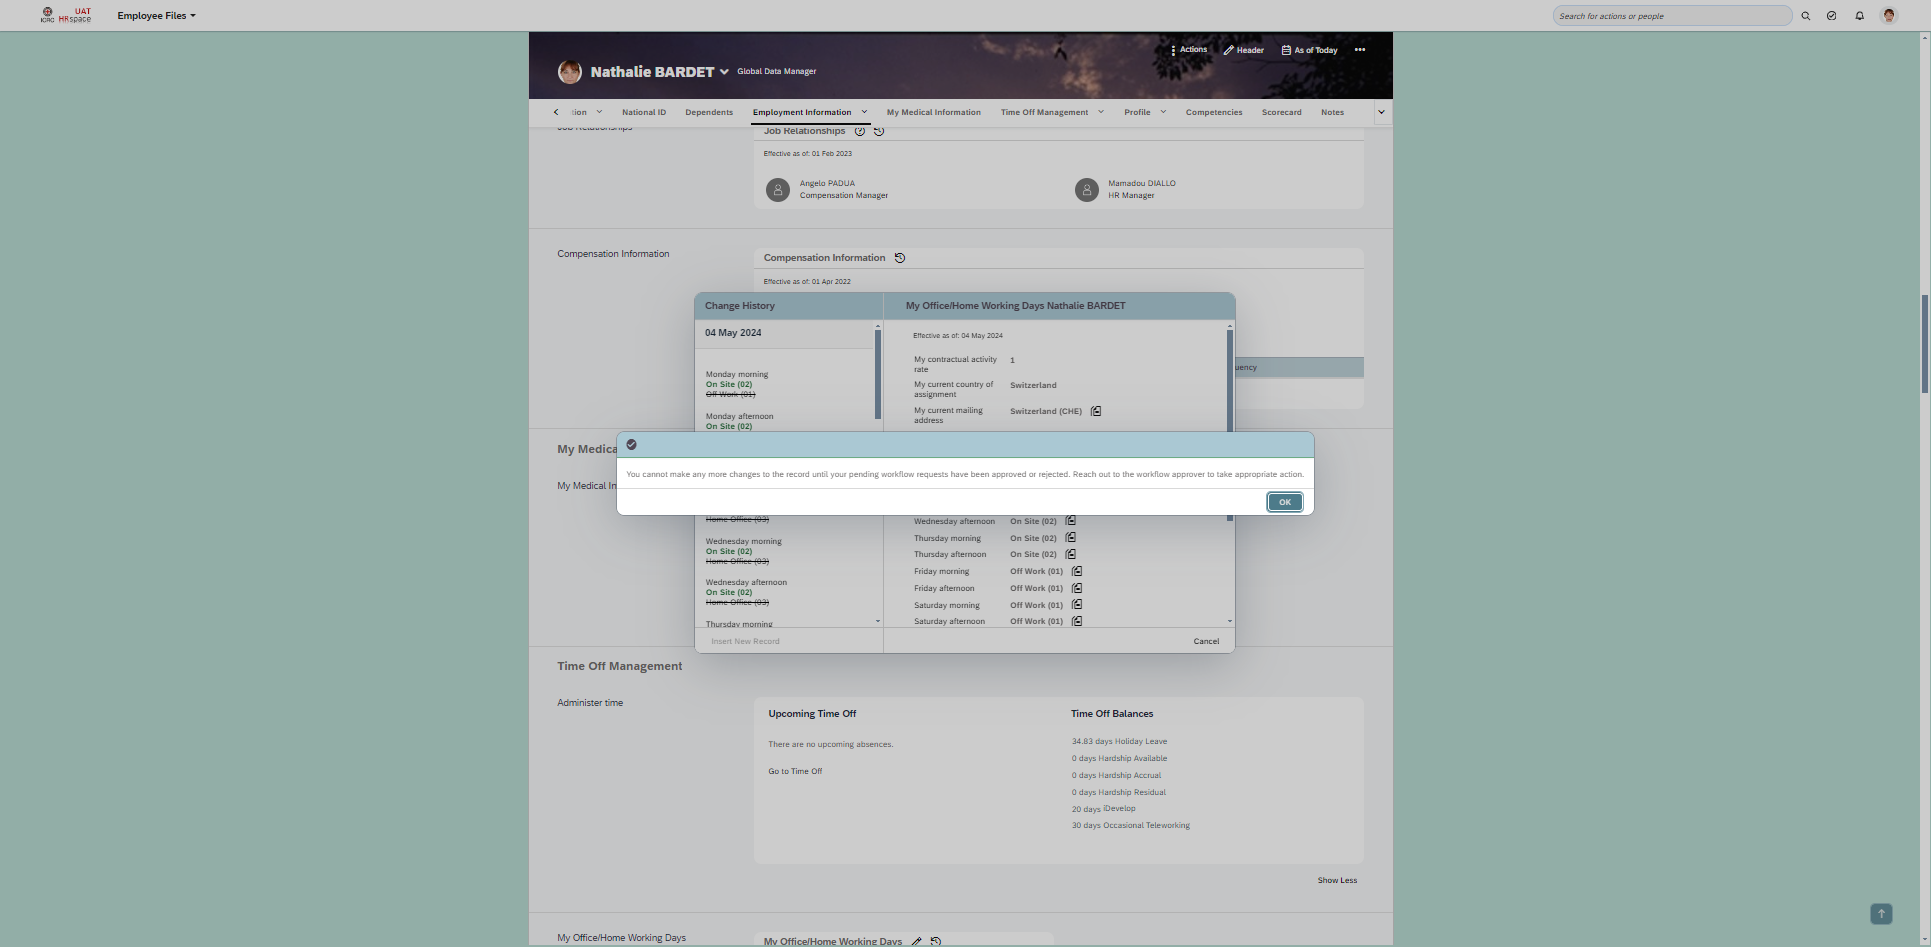 ICRC
UAT
HRspace
Employee Files
Search for actions or people
Actions
Header
As of Today
Nathalie BARDET
Global Data Manager
tion
National ID
Dependents
Employment Information
My Medical Information
Time Off Management
Profile
Competencies
Scorecard
Notes
Job Relationships
Job Relationships
Effective as of: 01 Feb 2023
Angelo PADUA
Compensation Manager
Mamadou DIALLO
HR Manager
Compensation Information
Compensation Information
Effective as of: 01 Apr 2022
uency
Change History
04 May 2024
Monday morning
On Site (02)
Off Work (01)
Monday afternoon
On Site (02)
My Office/Home Working Days Nathalie BARDET
Effective as of: 04 May 2024
My contractual activity rate
1
My current country of assignment
Switzerland
My current mailing address
Switzerland (CHE)
My Medica
My Medical In
You cannot make any more changes to the record until your pending workflow requests have been approved or rejected. Reach out to the workflow approver to take appropriate action.
OK
Home Office (03)
Wednesday morning
On Site (02)
Home Office (03)
Wednesday afternoon
On Site (02)
Home Office (03)
Thursday morning
Insert New Record
Wednesday afternoon On Site (02)
Thursday morning On Site (02)
Thursday afternoon On Site (02)
Friday morning Off Work (01)
Friday afternoon Off Work (01)
Saturday morning Off Work (01)
Saturday afternoon Off Work (01)
Cancel
Time Off Management
Administer time
Upcoming Time Off
There are no upcoming absences.
Go to Time Off
Time Off Balances
34.83 days Holiday Leave
0 days Hardship Available
0 days Hardship Accrual
0 days Hardship Residual
20 days iDevelop
30 days Occasional Teleworking
Show Less
My Office/Home Working Days
My Office/Home Working Days